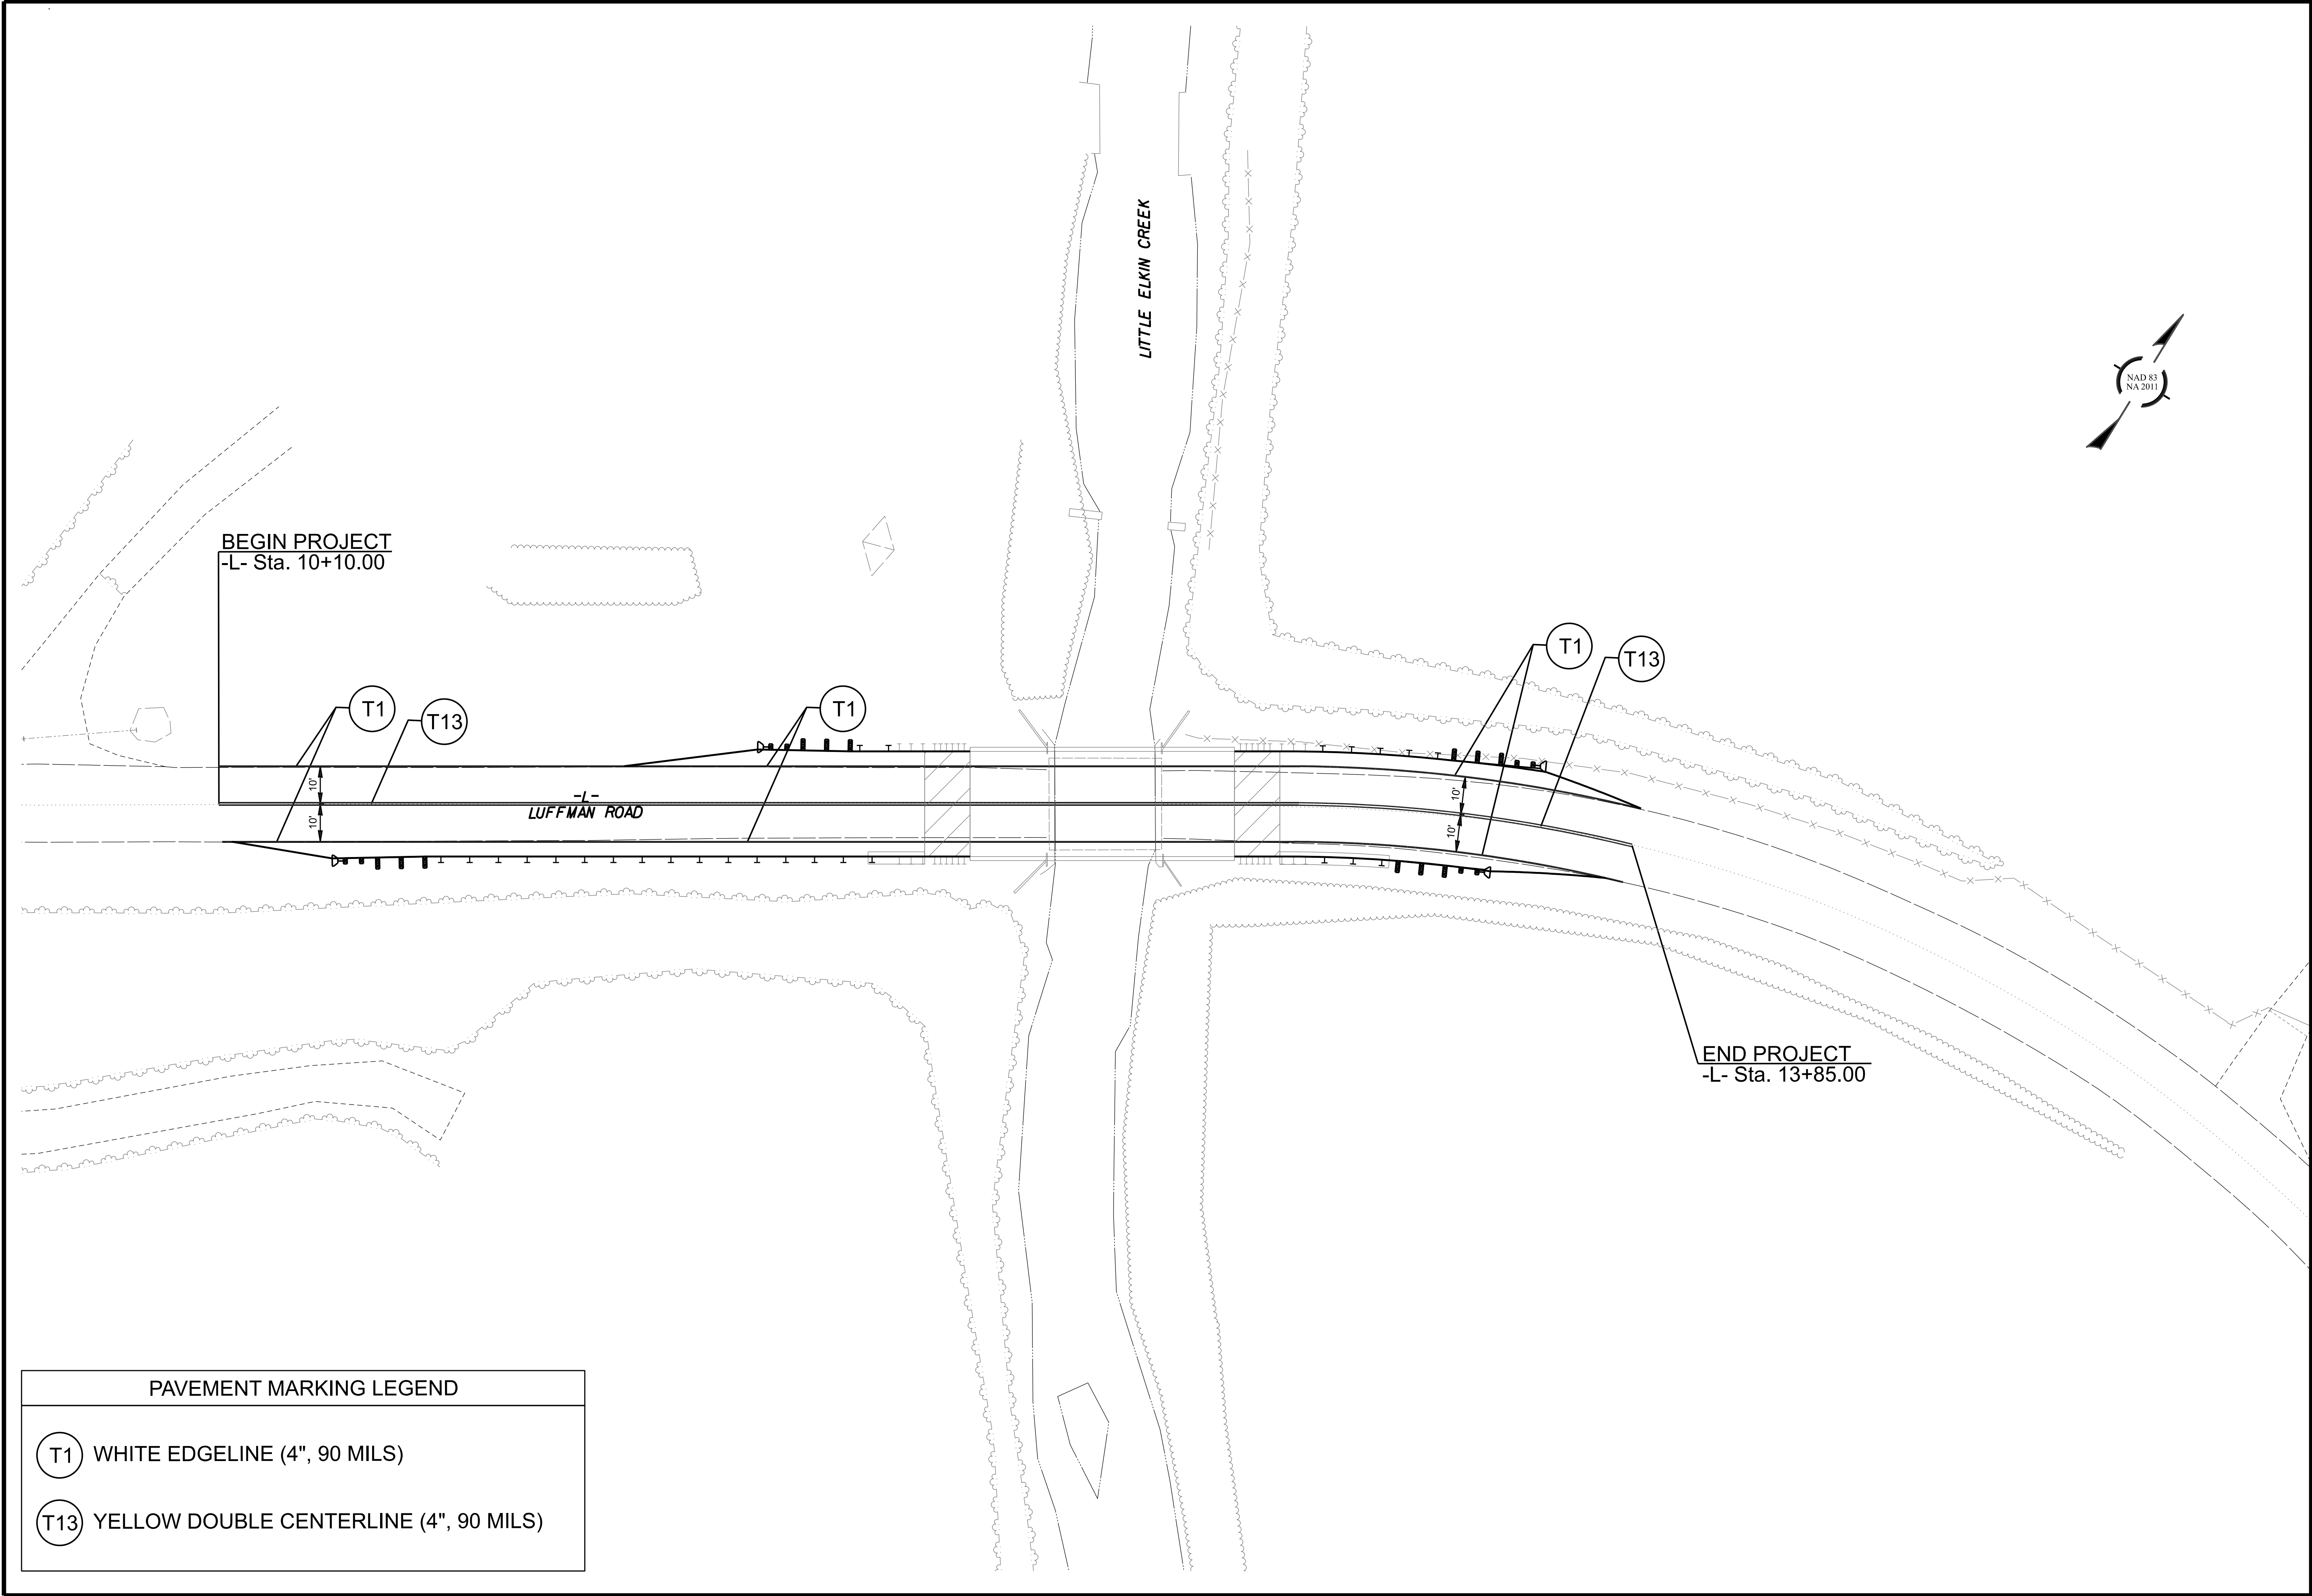 LITTLE ELKIN CREEK
NAD 83
NA 2011
BEGIN PROJECT
-L- Sta. 10+10.00
T1
T13
T1
T1
T13
10'
10'
-L-
LUFFMAN ROAD
10'
10'
END PROJECT
-L- Sta. 13+85.00
PAVEMENT MARKING LEGEND
T1 WHITE EDGELINE (4", 90 MILS)
T13 YELLOW DOUBLE CENTERLINE (4", 90 MILS)